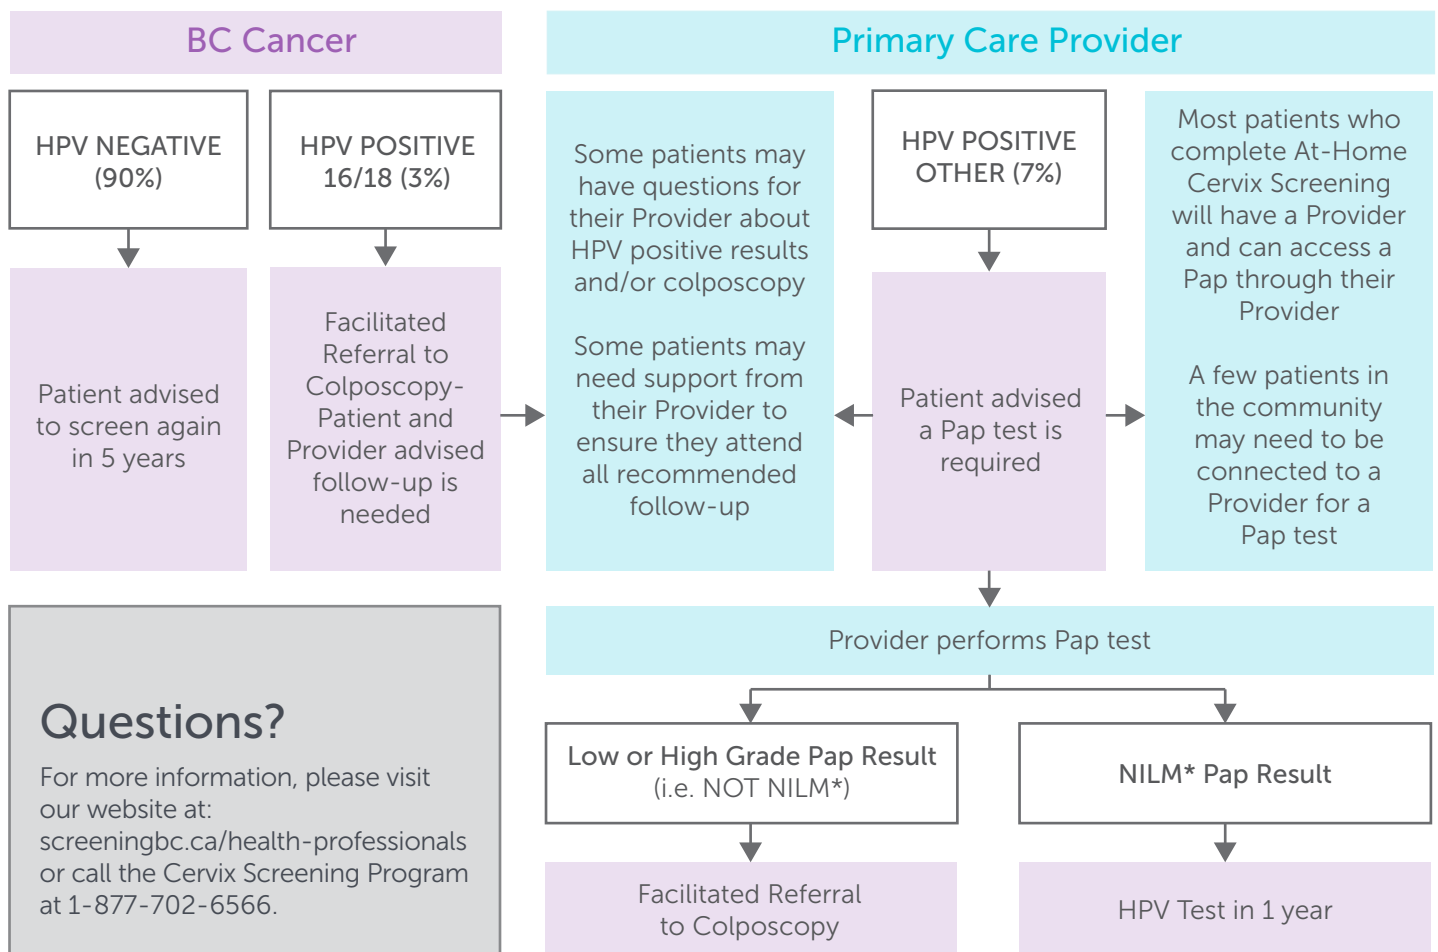 BC Cancer
Primary Care Provider
HPV NEGATIVE
(90%)
HPV POSITIVE
16/18 (3%)
Patient advised
to screen again
in 5 years
Facilitated
Referral to
Colposcopy-
Patient and
Provider advised
follow-up is
needed
Some patients may
have questions for
their Provider about
HPV positive results
and/or colposcopy
Some patients may
need support from
their Provider to
ensure they attend
all recommended
follow-up
HPV POSITIVE
OTHER (7%)
Patient advised
a Pap test is
required
Most patients who
complete At-Home
Cervix Screening
will have a Provider
and can access a
Pap through their
Provider
A few patients in
the community
may need to be
connected to a
Provider for a
Pap test
Provider performs Pap test
Low or High Grade Pap Result
(i.e. NOT NILM*)
NILM* Pap Result
Facilitated Referral
to Colposcopy
HPV Test in 1 year
Questions?
For more information, please visit
our website at:
screeningbc.ca/health-professionals
or call the Cervix Screening Program
at 1-877-702-6566.